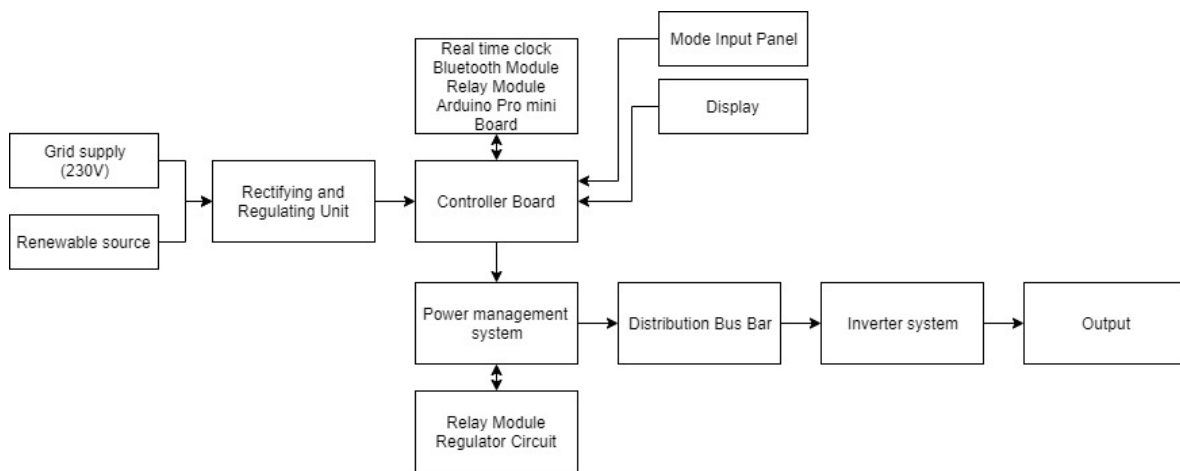 Real time clock
Bluetooth Module
Relay Module
Arduino Pro mini
Board
Mode Input Panel
Display
Grid supply
(230V)
Renewable source
Rectifying and
Regulating Unit
Controller Board
Power management
system
Distribution Bus Bar
Inverter system
Output
Relay Module
Regulator Circuit